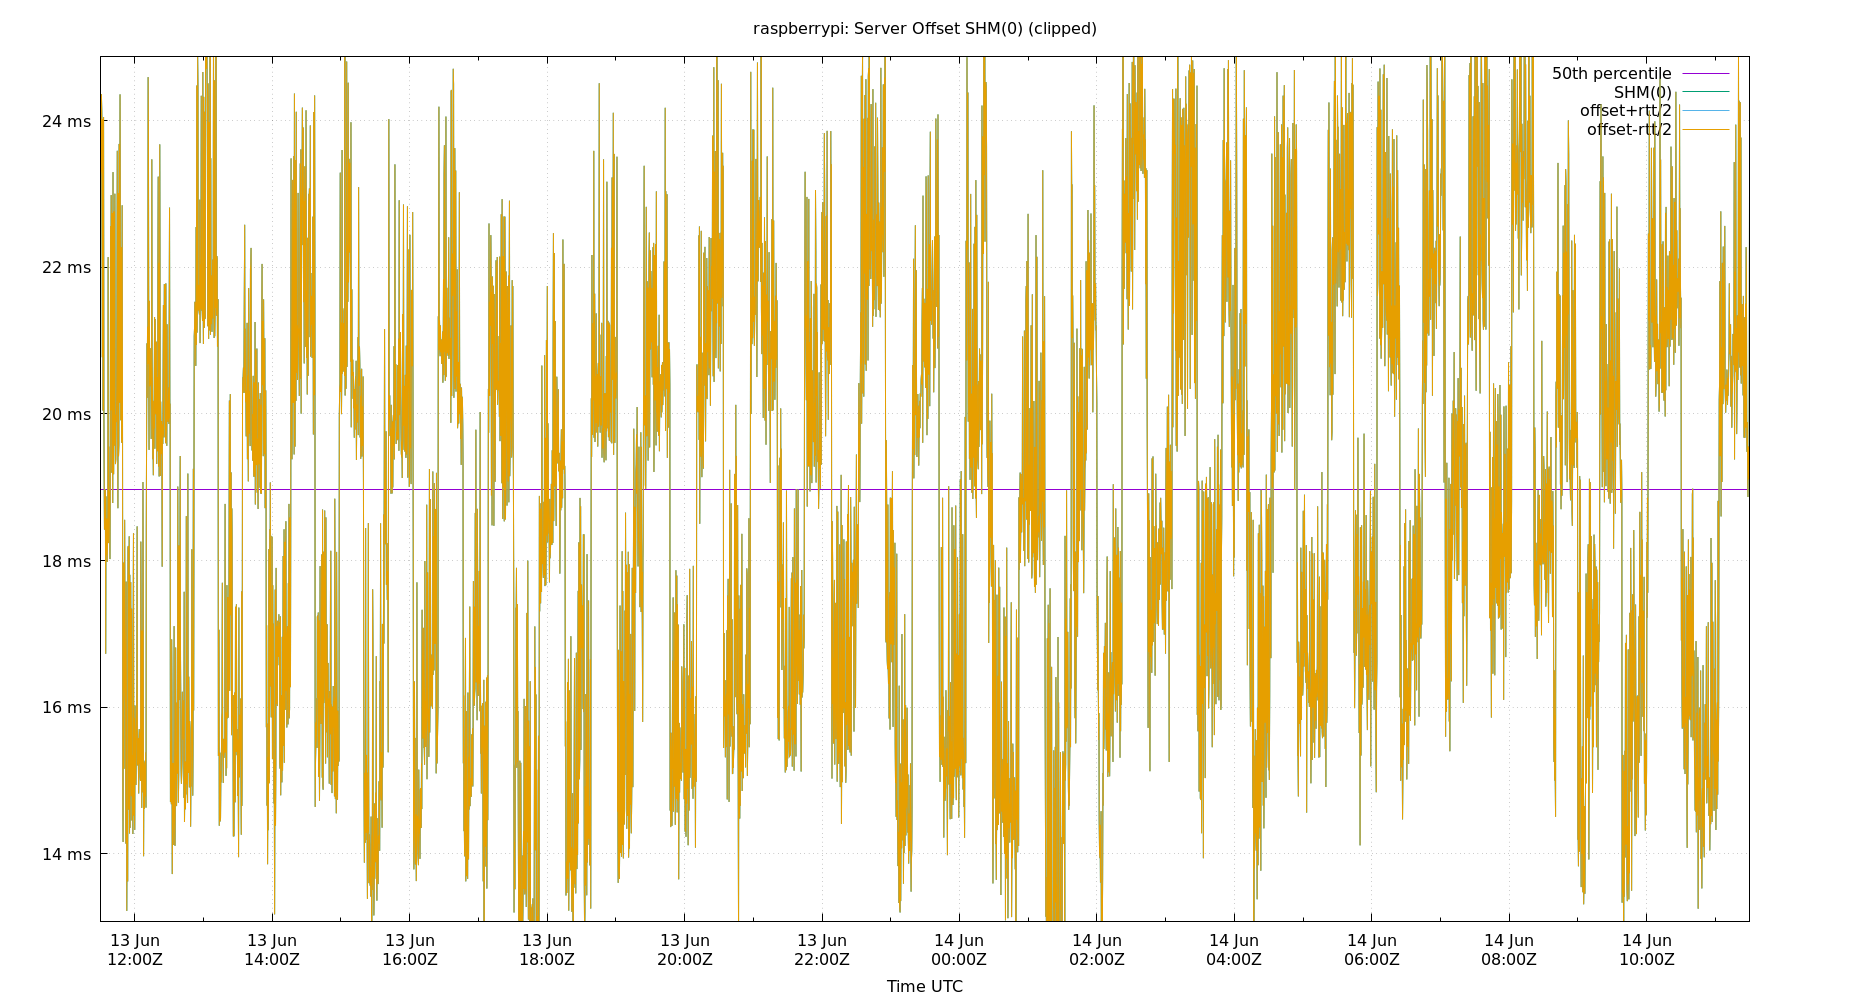 raspberrypi: Server Offset SHM(0) (clipped)
50th percentile
SHM(0)
offset+rtt/2
offset-rtt/2
24 ms
22 ms
20 ms
18 ms
16 ms
14 ms
13 Jun 13 Jun 13 Jun 13 Jun 13 Jun 13 Jun 14 Jun 14 Jun 14 Jun 14 Jun 14 Jun 14 Jun
12:00Z 14:00Z 16:00Z 18:00Z 20:00Z 22:00Z 00:00Z 02:00Z 04:00Z 06:00Z 08:00Z 10:00Z
Time UTC